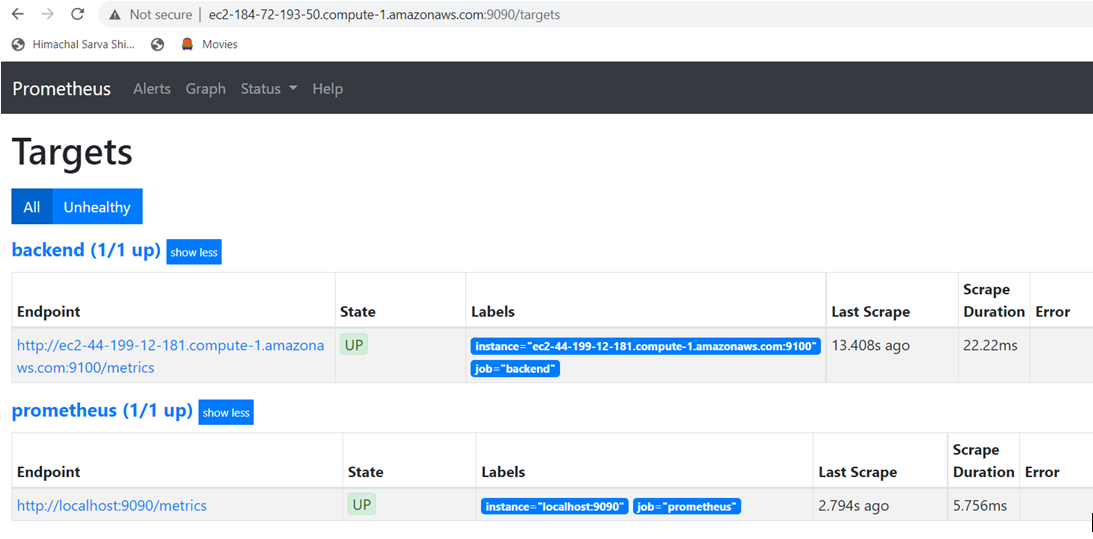 Not secure | ec2-184-72-193-50.compute-1.amazonaws.com:9090/targets
Himachal Sarva Shi... Movies
Prometheus Alerts Graph Status Help
Targets
All Unhealthy
backend (1/1 up) show less
Endpoint State Labels Last Scrape Scrape Duration Error
http://ec2-44-199-12-181.compute-1.amazona
ws.com:9100/metrics
UP
instance="ec2-44-199-12-181.compute-1.amazonaws.com:9100"
job="backend"
13.408s ago 22.22ms
prometheus (1/1 up) show less
Endpoint State Labels Last Scrape Scrape Duration Error
http://localhost:9090/metrics UP instance="localhost:9090" job="prometheus" 2.794s ago 5.756ms